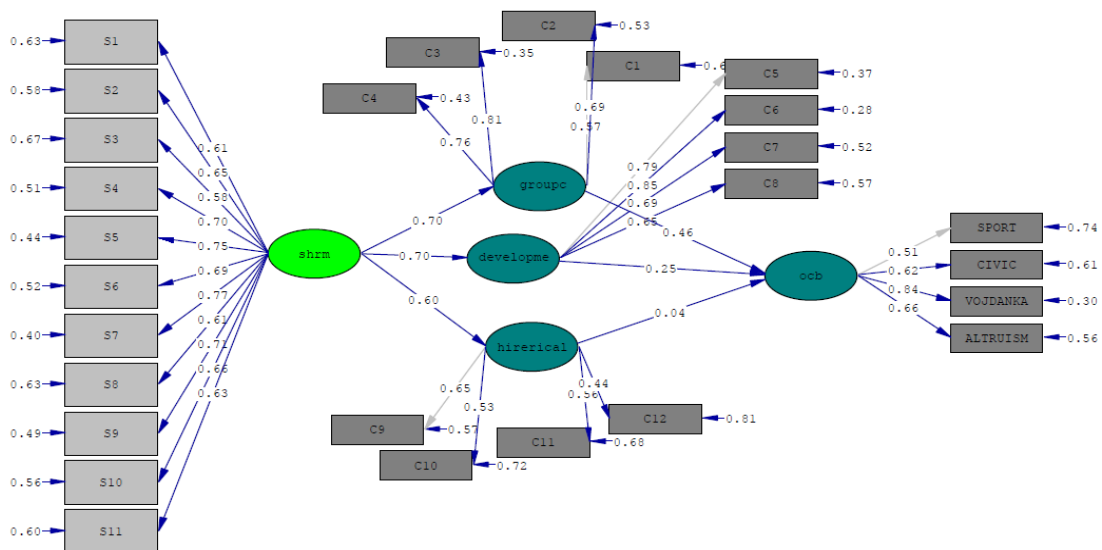 C2
0.53
C3
0.35
C1
C4
0.43
C5
0.37
C6
0.28
C7
0.52
C8
0.57
0.63
S1
0.58
S2
0.67
S3
0.51
S4
0.44
S5
0.52
S6
0.40
S7
0.63
S8
0.49
S9
0.56
S10
0.60
S11
0.61
0.65
0.58
0.70
0.75
0.69
0.77
0.61
0.71
0.66
0.63
shrm
0.70
0.70
0.60
0.76
0.81
0.69
0.57
groupc
0.79
0.85
0.69
0.65
developme
0.46
0.25
0.04
hirerical
0.65
0.53
0.56
0.44
C9
0.57
C10
0.72
C11
0.68
C12
0.81
ocb
0.51
0.62
0.84
0.66
SPORT
0.74
CIVIC
0.61
VOJDANKA
0.30
ALTRUISM
0.56